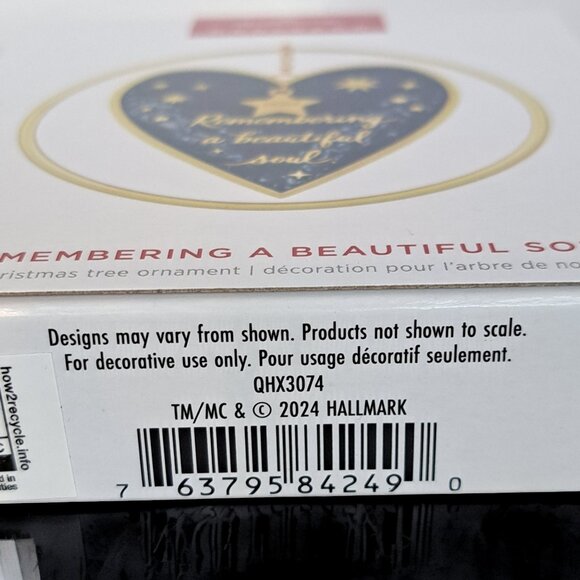 Remembering
a beautiful
soul
MEMBERING A BEAUTIFUL SO
ristmas tree ornament | décoration pour l'arbre de no
Designs may vary from shown. Products not shown to scale.
For decorative use only. Pour usage décoratif seulement.
QHX3074
TM/MC & © 2024 HALLMARK
7 63795 84249 0
how2recycle.info